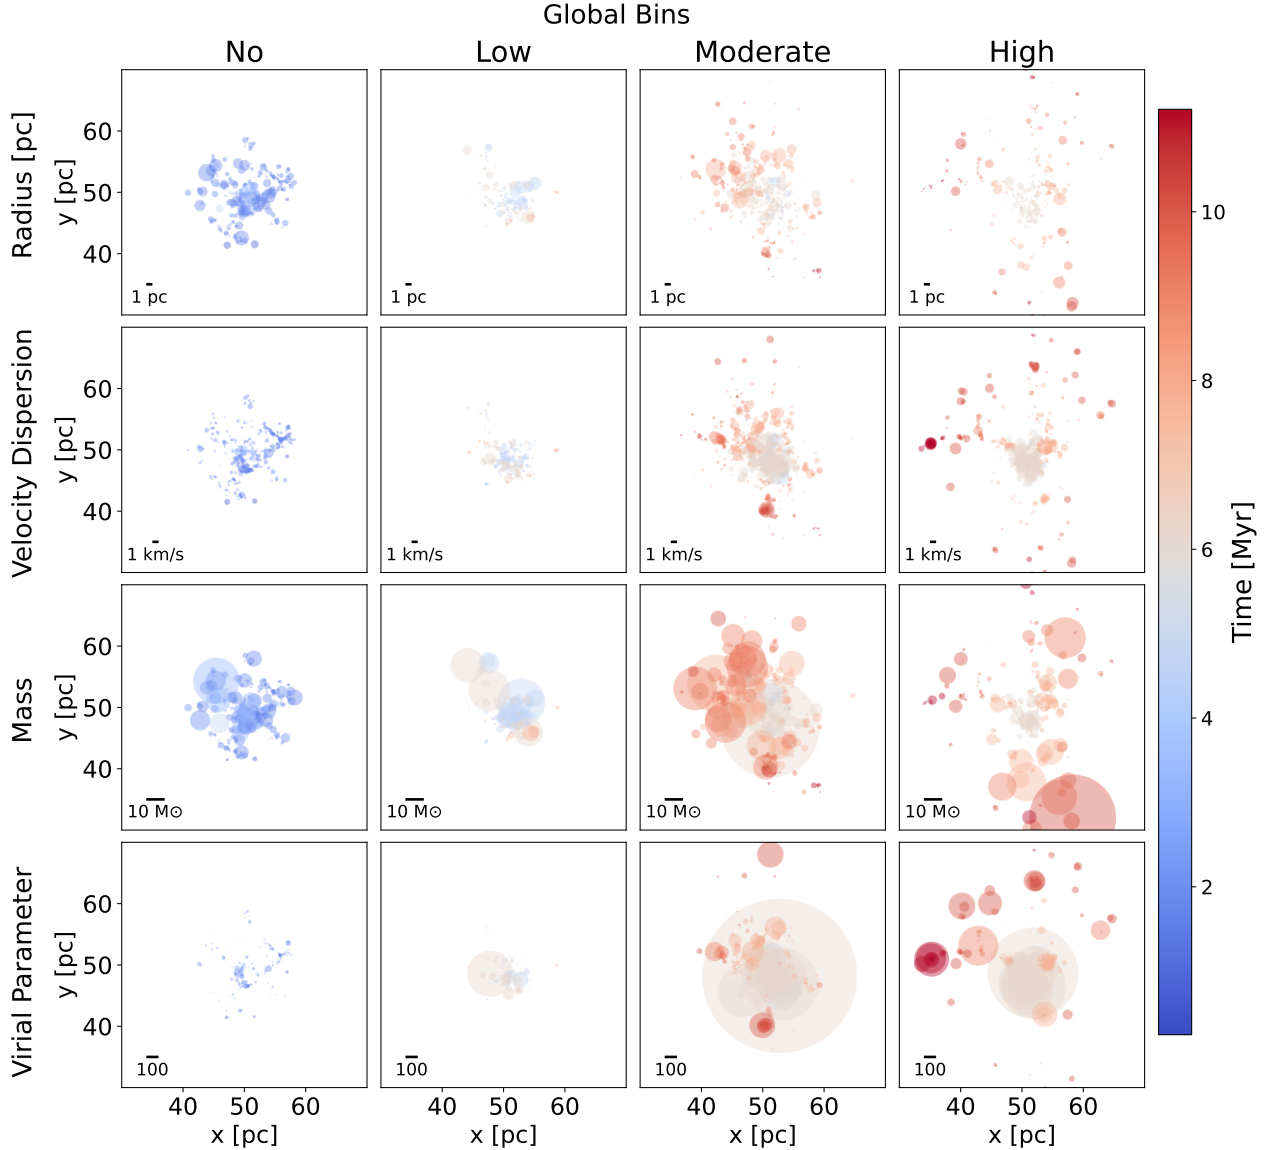 Global Bins
No Low Moderate High
Radius [pc]
y [pc]
60
50
40
1 pc 1 pc 1 pc 1 pc
Velocity Dispersion
y [pc]
60
50
40
1 km/s 1 km/s 1 km/s 1 km/s
Mass
y [pc]
60
50
40
10 M⊙ 10 M⊙ 10 M⊙ 10 M⊙
Virial Parameter
y [pc]
60
50
40
100 100 100 100
40 50 60 40 50 60 40 50 60 40 50 60
x [pc] x [pc] x [pc] x [pc]
10
8
6
4
2
Time [Myr]